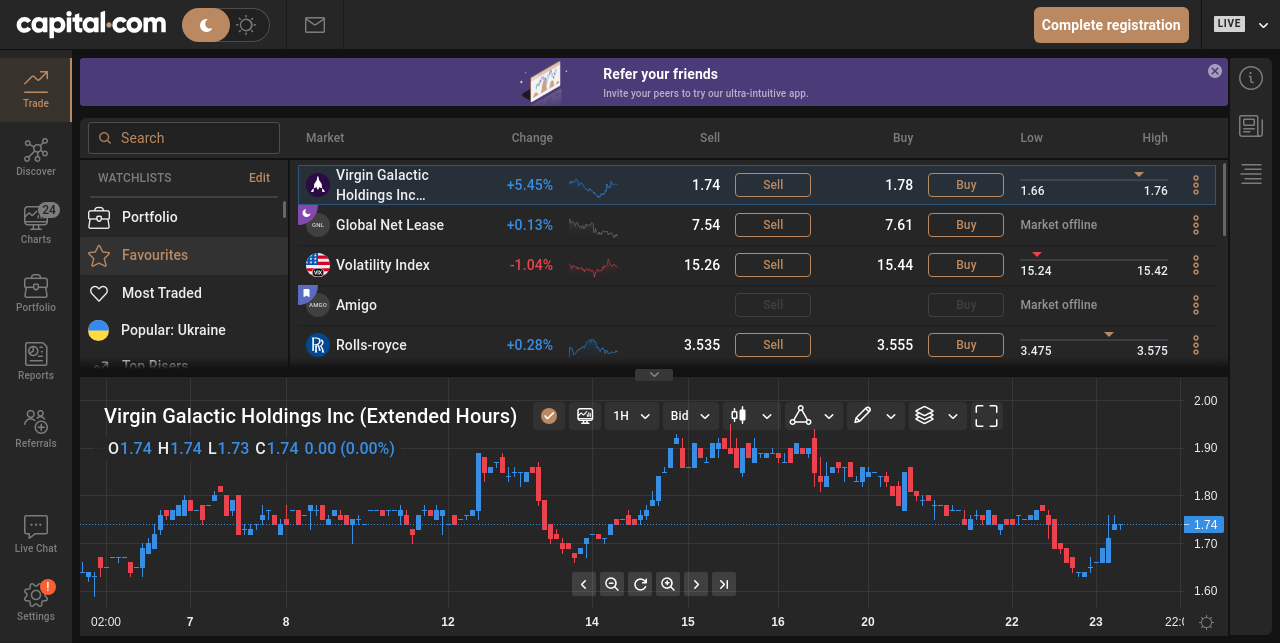 capital.com
Complete registration
LIVE
Trade
Discover
24
Charts
Portfolio
Reports
Referrals
Live Chat
!
Settings
Refer your friends
Invite your peers to try our ultra-intuitive app.
Search
Market
Change
Sell
Buy
Low
High
WATCHLISTS
Edit
Portfolio
Favourites
Most Traded
Popular: Ukraine
Top Risers
Virgin Galactic
Holdings Inc…
+5.45%
1.74
Sell
1.78
Buy
1.66
1.76
GNL
Global Net Lease
+0.13%
7.54
Sell
7.61
Buy
Market offline
VIX
Volatility Index
-1.04%
15.26
Sell
15.44
Buy
15.24
15.42
AMGO
Amigo
Sell
Buy
Market offline
Rolls-royce
+0.28%
3.535
Sell
3.555
Buy
3.475
3.575
Virgin Galactic Holdings Inc (Extended Hours)
1H
Bid
O1.74 H1.74 L1.73 C1.74 0.00 (0.00%)
2.00
1.90
1.80
1.74
1.70
1.60
02:00
7
8
12
14
15
16
20
22
23